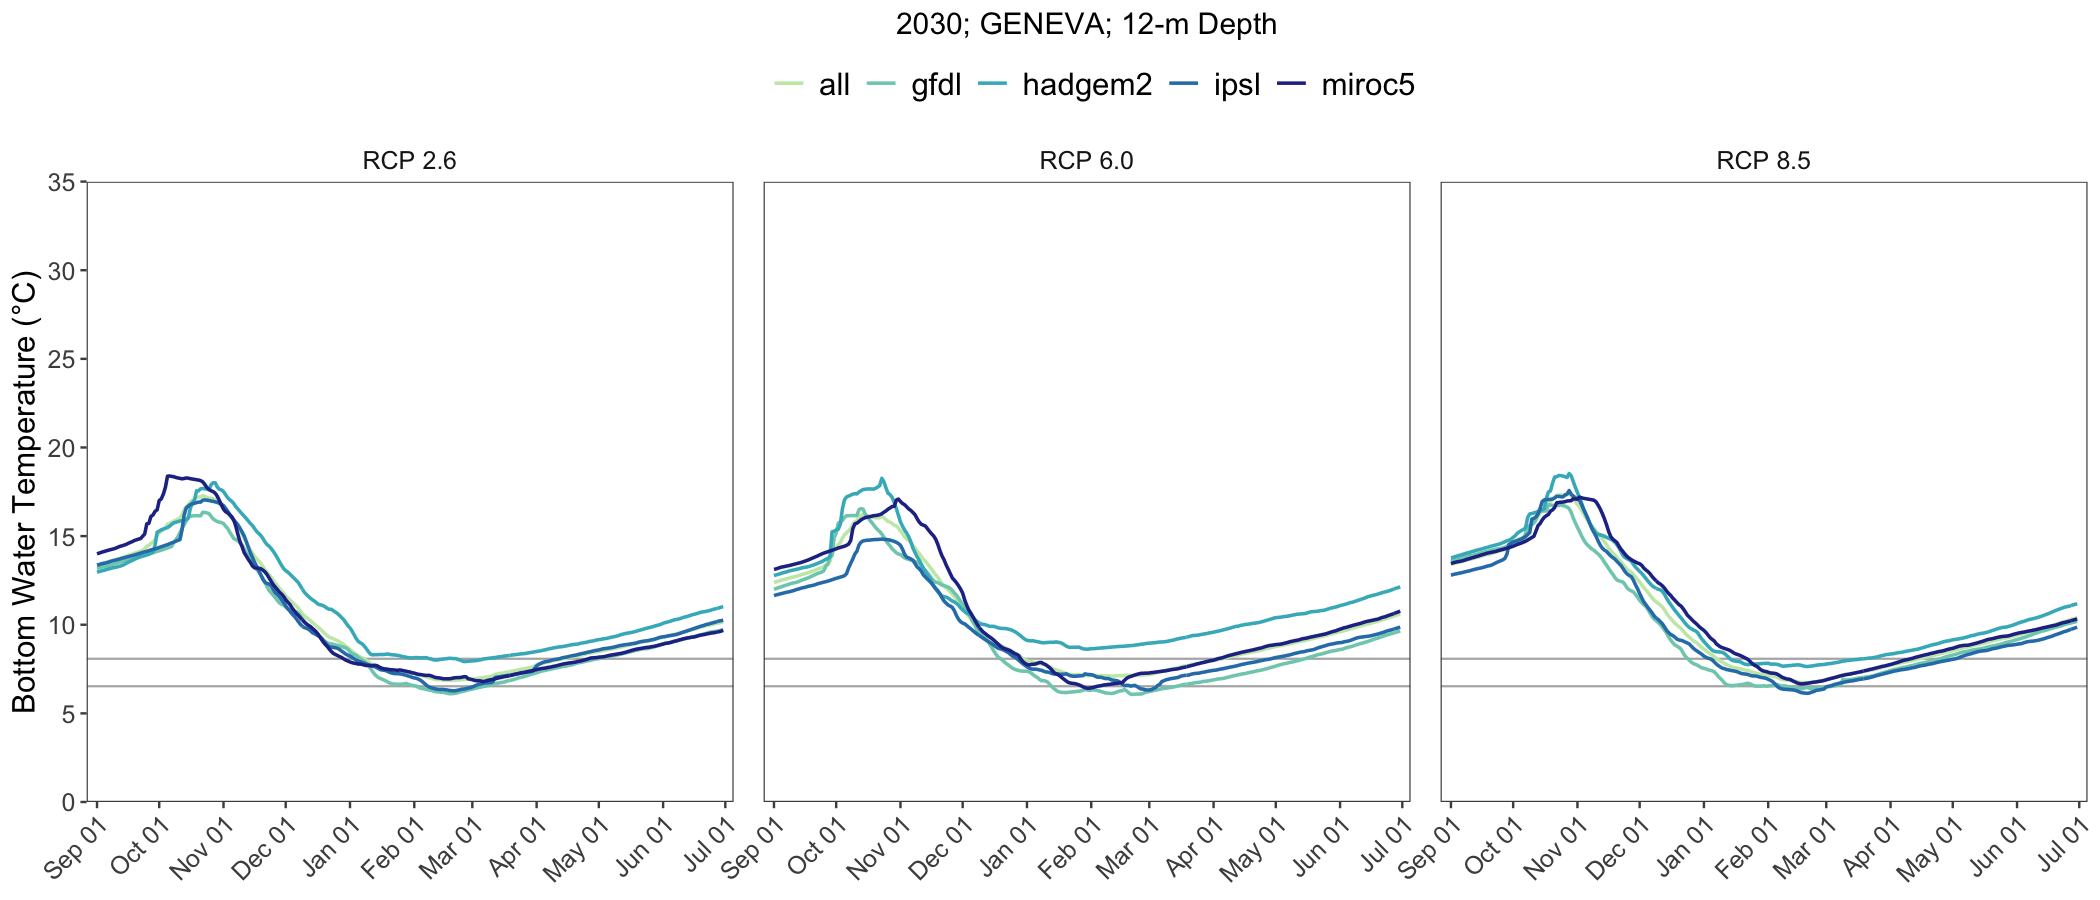 2030; GENEVA; 12-m Depth
all gfdl hadgem2 ipsl miroc5
RCP 2.6 RCP 6.0 RCP 8.5
Bottom Water Temperature (°C)
35
30
25
20
15
10
5
0
Sep 01 Oct 01 Nov 01 Dec 01 Jan 01 Feb 01 Mar 01 Apr 01 May 01 Jun 01 Jul 01 Sep 01 Oct 01 Nov 01 Dec 01 Jan 01 Feb 01 Mar 01 Apr 01 May 01 Jun 01 Jul 01 Sep 01 Oct 01 Nov 01 Dec 01 Jan 01 Feb 01 Mar 01 Apr 01 May 01 Jun 01 Jul 01